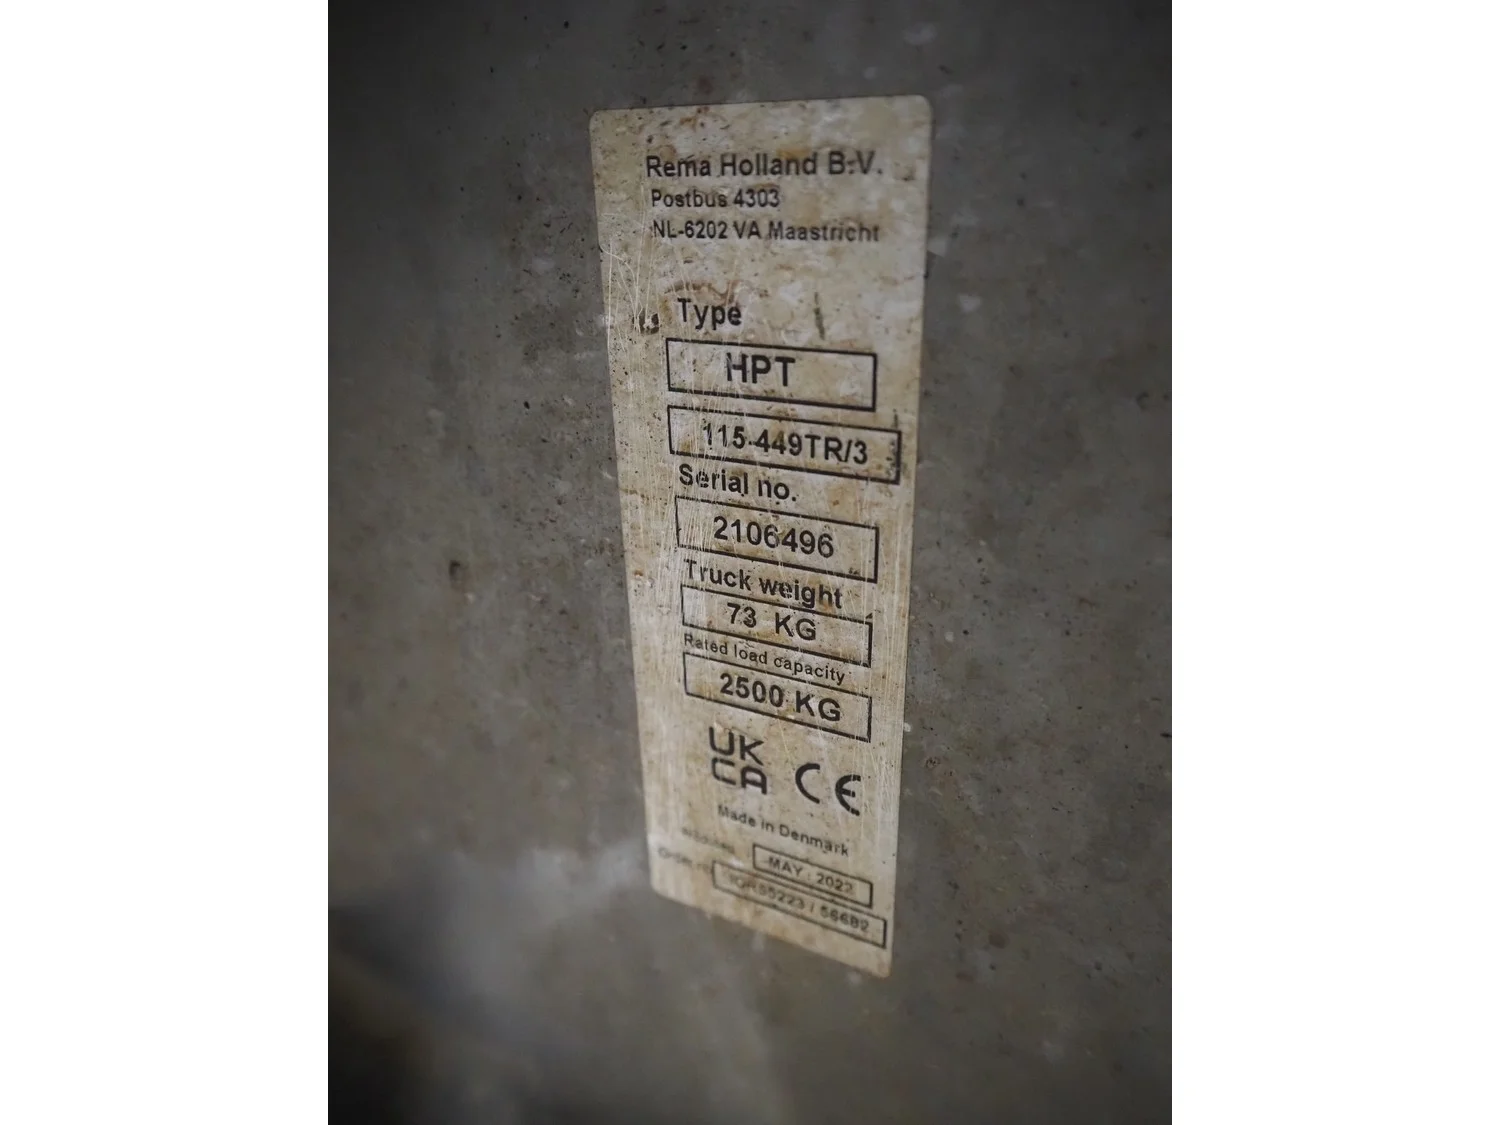 Rema Holland B.V.
Postbus 4303
NL-6202 VA Maastricht
Type
HPT
115-449TR/3
Serial no.
2106496
Truck weight
73 KG
Rated load capacity
2500 KG
UK
CA CE
Made in Denmark
MAY 2022